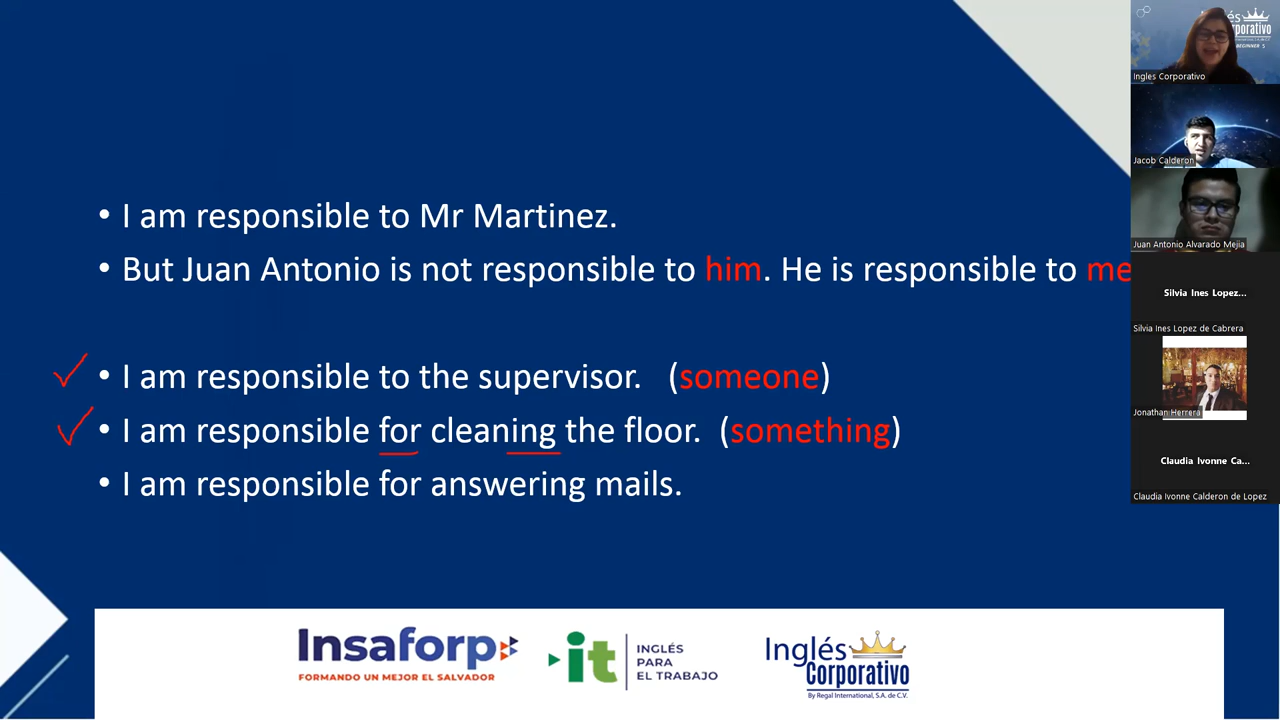 • I am responsible to Mr Martinez.
• But Juan Antonio is not responsible to him. He is responsible to me
• I am responsible to the supervisor. (someone)
• I am responsible for cleaning the floor. (something)
• I am responsible for answering mails.
Insaforp
FORMANDO UN MEJOR EL SALVADOR
it
INGLÉS
PARA
EL TRABAJO
Inglés
Corporativo
By Regal International, S.A. de C.V.
Ingles Corporativo
Jacob Calderon
Juan Antonio Alvarado Mejia
Silvia Ines Lopez...
Silvia Ines Lopez de Cabrera
Jonathan Herrera
Claudia Ivonne Ca...
Claudia Ivonne Calderon de Lopez